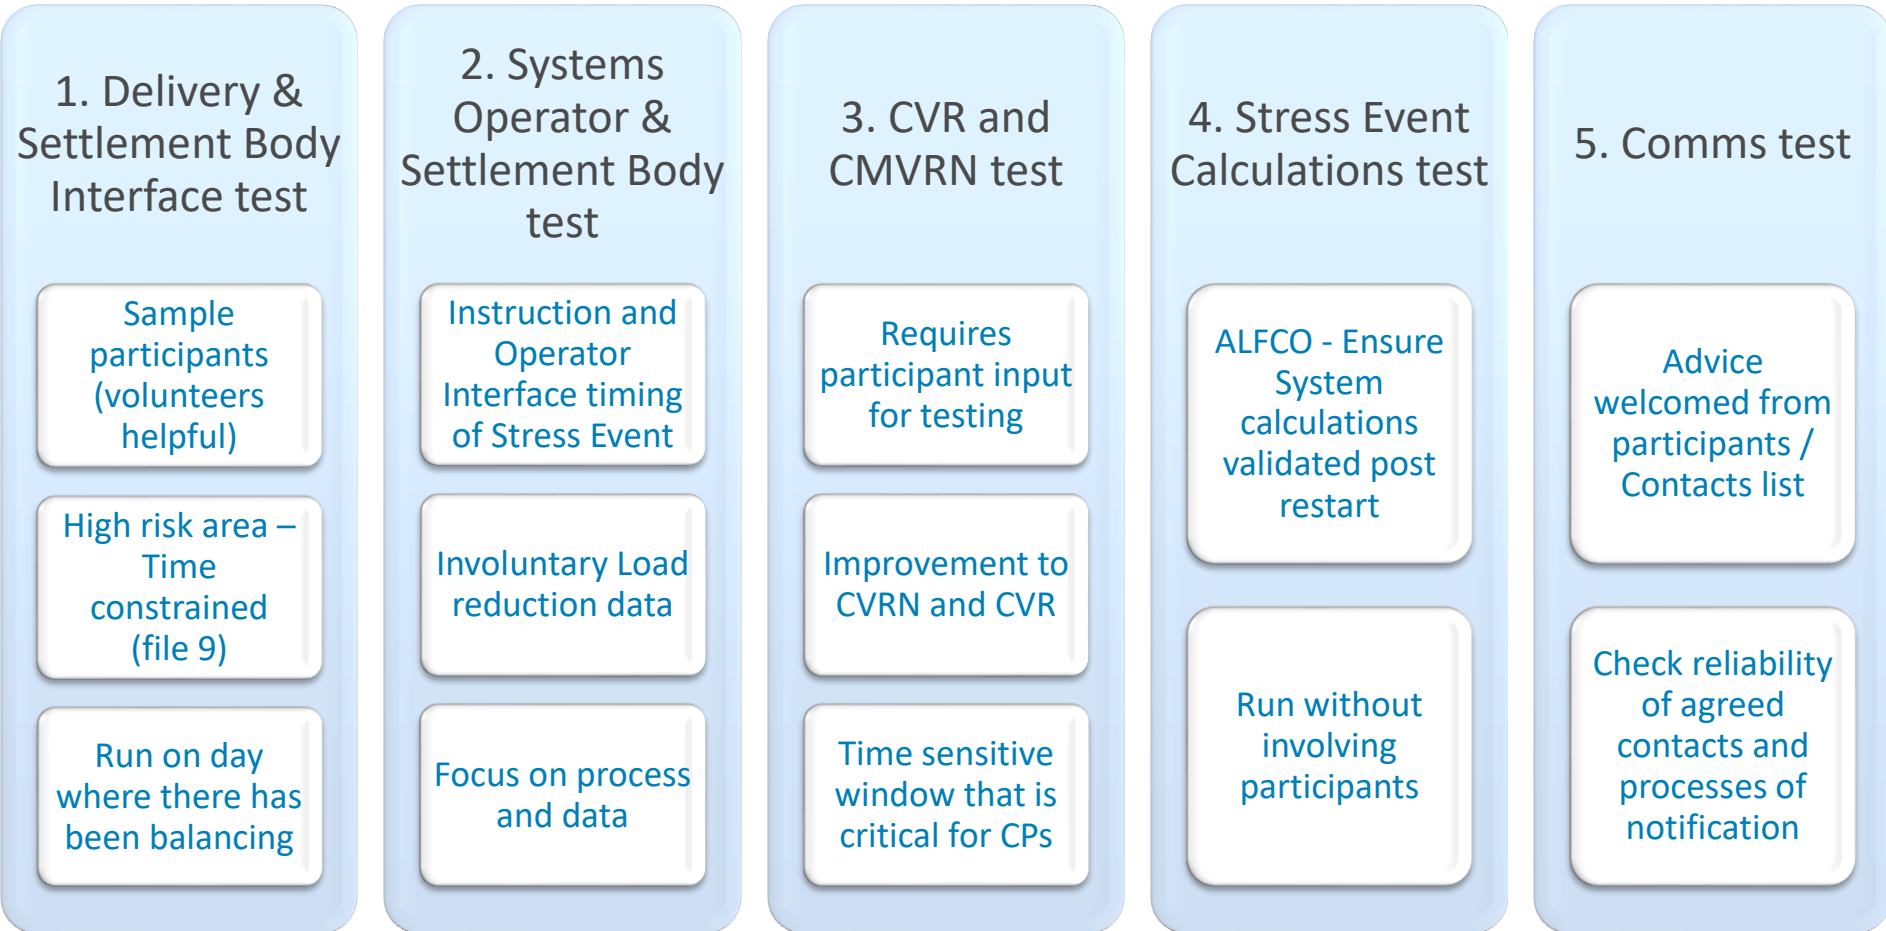 1. Delivery &
Settlement Body
Interface test
Sample
participants
(volunteers
helpful)
High risk area –
Time
constrained
(file 9)
Run on day
where there has
been balancing
2. Systems
Operator &
Settlement Body
test
Instruction and
Operator
Interface timing
of Stress Event
Involuntary Load
reduction data
Focus on process
and data
3. CVR and
CMVRN test
Requires
participant input
for testing
Improvement to
CVRN and CVR
Time sensitive
window that is
critical for CPs
4. Stress Event
Calculations test
ALFCO - Ensure
System
calculations
validated post
restart
Run without
involving
participants
5. Comms test
Advice
welcomed from
participants /
Contacts list
Check reliability
of agreed
contacts and
processes of
notification